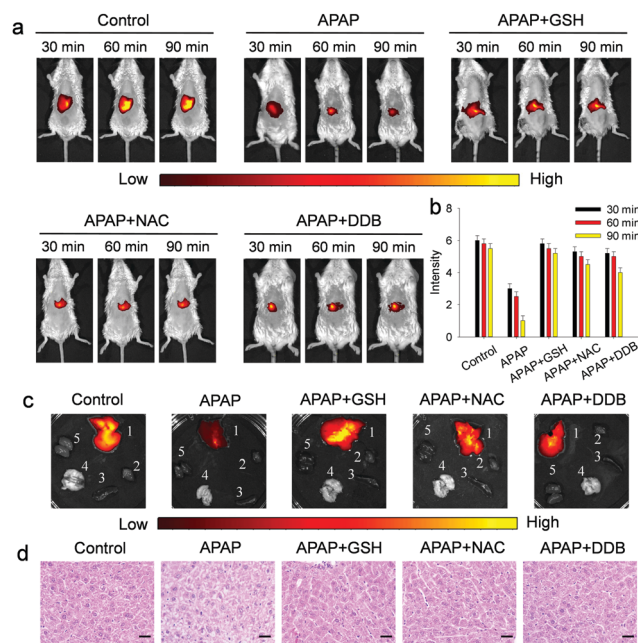 a
Control APAP APAP+GSH
30 min 60 min 90 min 30 min 60 min 90 min 30 min 60 min 90 min
Low High
APAP+NAC APAP+DDB
30 min 60 min 90 min 30 min 60 min 90 min
b
30 min
60 min
90 min
Intensity
8
6
4
2
0
Control APAP APAP+GSH APAP+NAC APAP+DDB
c
Control APAP APAP+GSH APAP+NAC APAP+DDB
1 2 3 4 5 1 2 3 4 5 1 2 3 4 5 1 2 3 4 5 1 2 3 4 5
Low High
d
Control APAP APAP+GSH APAP+NAC APAP+DDB